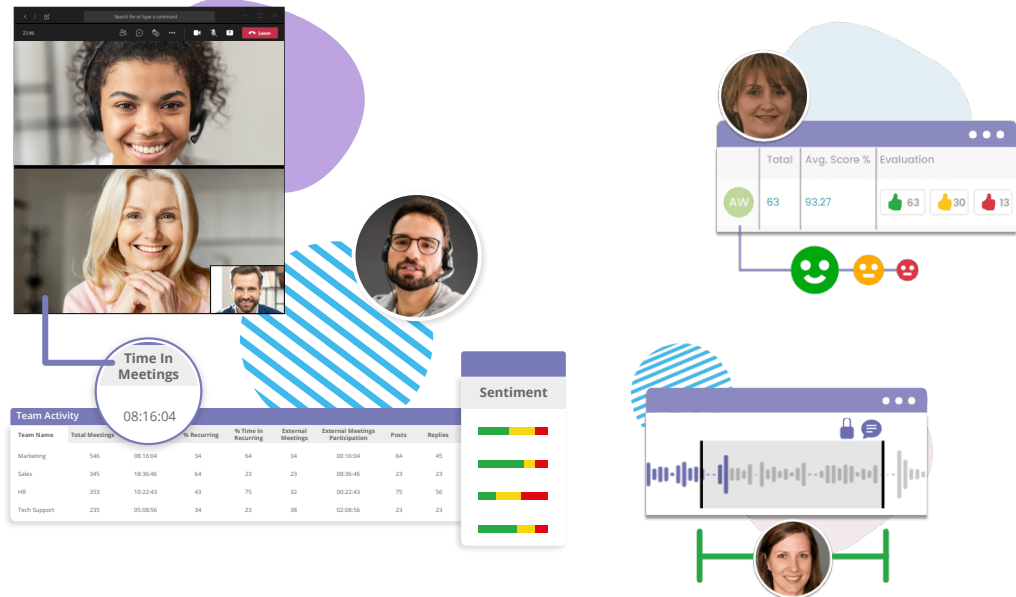 Search for or type a command
22:46
Leave
Total
Avg. Score %
Evaluation
AW
63
93.27
63
30
13
Time In
Meetings
08:16:04
Sentiment
Team Activity
Team Name
Total Meetings
% Recurring
% Time in
Recurring
External
Meetings
External Meetings
Participation
Posts
Replies
Marketing
546
08:16:04
34
64
34
00:16:04
64
45
Sales
345
18:36:46
64
23
23
08:36:46
23
23
HR
353
10:22:43
43
75
32
00:22:43
75
56
Tech Support
235
05:08:56
34
23
38
02:08:56
23
23